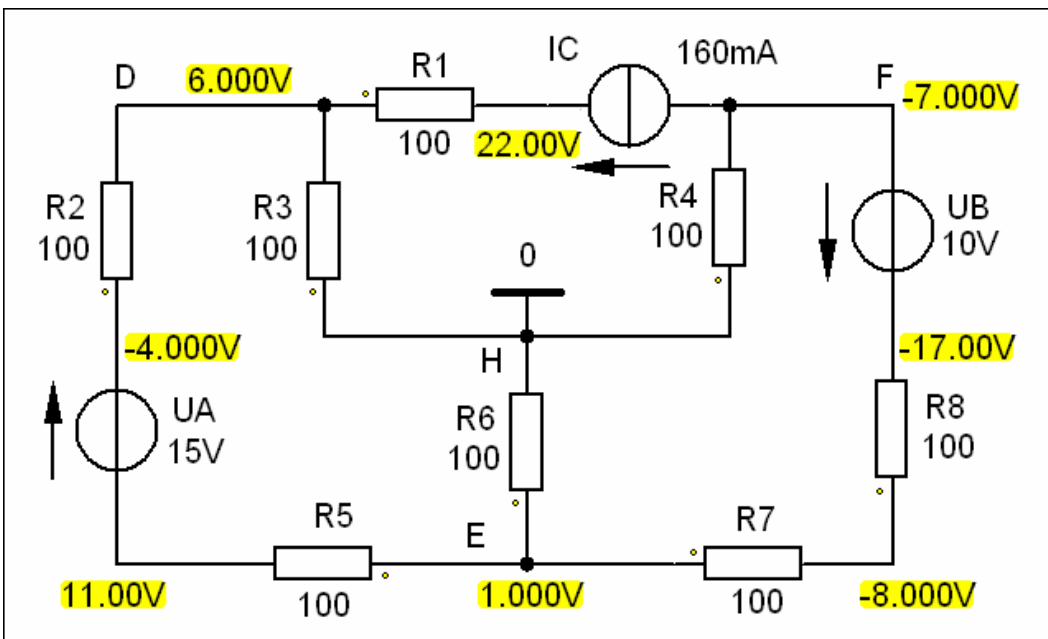 IC
160mA
D
6.000V
R1
100
22.00V
F
-7.000V
R2
100
R3
100
R4
100
UB
10V
0
-4.000V
H
-17.00V
UA
15V
R6
100
R8
100
R5
100
E
R7
100
11.00V
1.000V
-8.000V